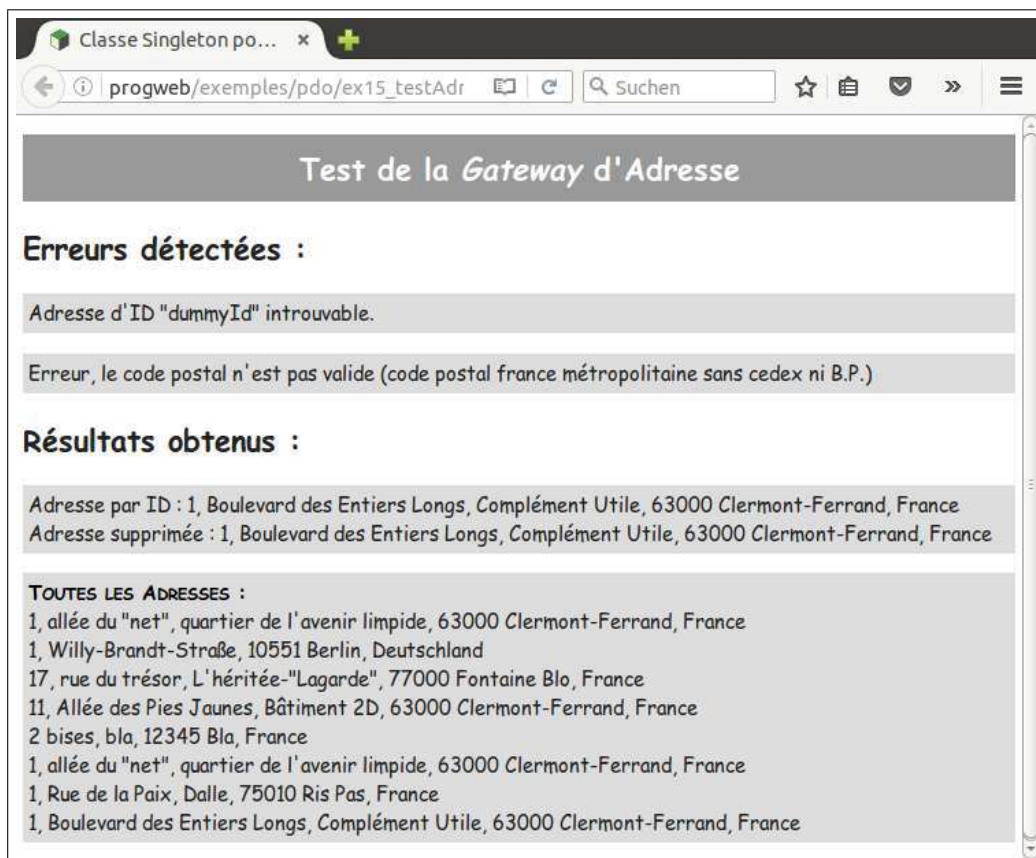 Classe Singleton po...
progweb/exemples/pdo/ex15_testAdr
Suchen
Test de la Gateway d'Adresse
Erreurs détectées :
Adresse d'ID "dummyId" introuvable.
Erreur, le code postal n'est pas valide (code postal france métropolitaine sans cedex ni B.P.)
Résultats obtenus :
Adresse par ID : 1, Boulevard des Entiers Longs, Complément Utile, 63000 Clermont-Ferrand, France
Adresse supprimée : 1, Boulevard des Entiers Longs, Complément Utile, 63000 Clermont-Ferrand, France
Toutes les Adresses :
1, allée du "net", quartier de l'avenir limpide, 63000 Clermont-Ferrand, France
1, Willy-Brandt-Straße, 10551 Berlin, Deutschland
17, rue du trésor, L'héritée-"Lagarde", 77000 Fontaine Blo, France
11, Allée des Pies Jaunes, Bâtiment 2D, 63000 Clermont-Ferrand, France
2 bises, bla, 12345 Bla, France
1, allée du "net", quartier de l'avenir limpide, 63000 Clermont-Ferrand, France
1, Rue de la Paix, Dalle, 75010 Ris Pas, France
1, Boulevard des Entiers Longs, Complément Utile, 63000 Clermont-Ferrand, France